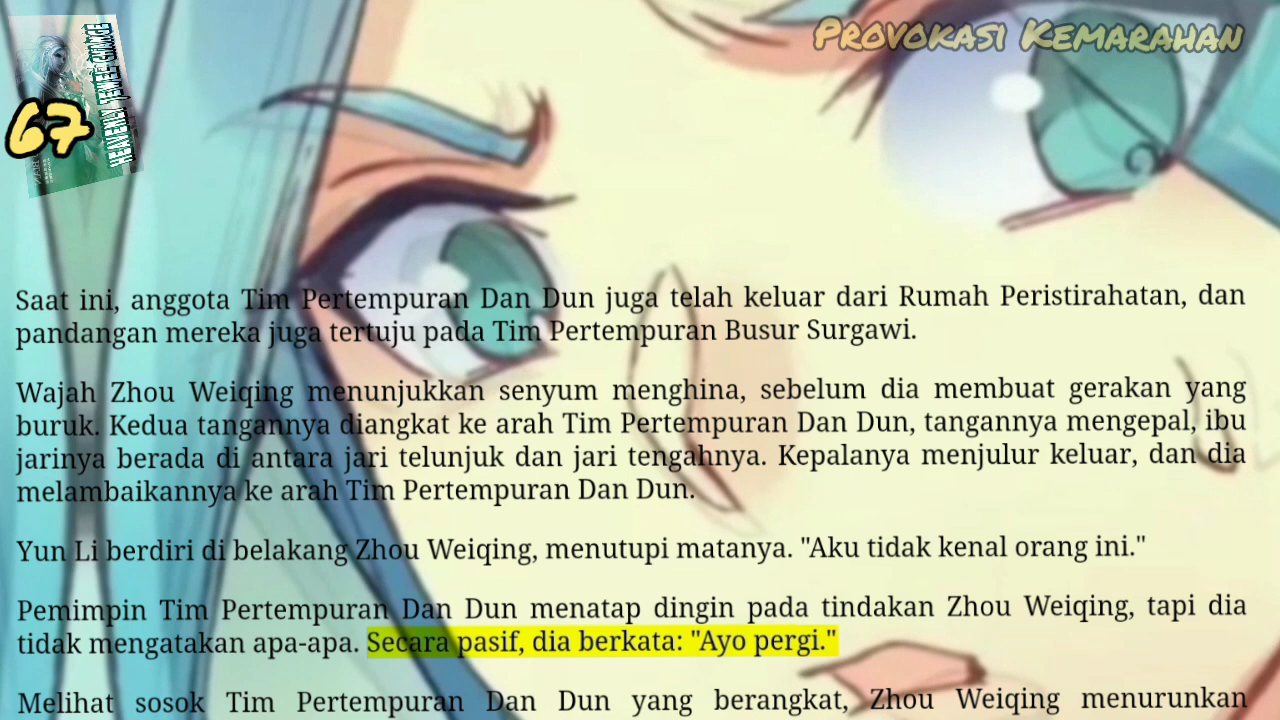 Provokasi Kemarahan
HEAVENLY JEWEL CHANGE
67
Saat ini, anggota Tim Pertempuran Dan Dun juga telah keluar dari Rumah Peristirahatan, dan
pandangan mereka juga tertuju pada Tim Pertempuran Busur Surgawi.
Wajah Zhou Weiqing menunjukkan senyum menghina, sebelum dia membuat gerakan yang
buruk. Kedua tangannya diangkat ke arah Tim Pertempuran Dan Dun, tangannya mengepal, ibu
jarinya berada di antara jari telunjuk dan jari tengahnya. Kepalanya menjulur keluar, dan dia
melambaikannya ke arah Tim Pertempuran Dan Dun.
Yun Li berdiri di belakang Zhou Weiqing, menutupi matanya. "Aku tidak kenal orang ini."
Pemimpin Tim Pertempuran Dan Dun menatap dingin pada tindakan Zhou Weiqing, tapi dia
tidak mengatakan apa-apa. Secara pasif, dia berkata: "Ayo pergi."
Melihat sosok Tim Pertempuran Dan Dun yang berangkat, Zhou Weiqing menurunkan